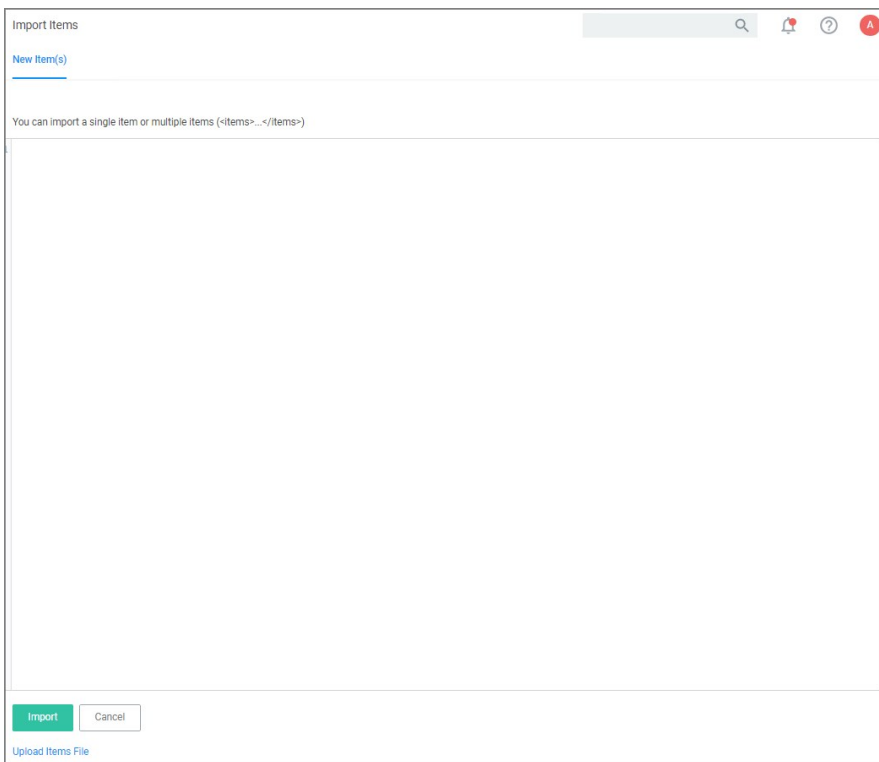 Import Items
A
New Item(s)
You can import a single item or multiple items (<items>...</items>)
1
Import Cancel
Upload Items File